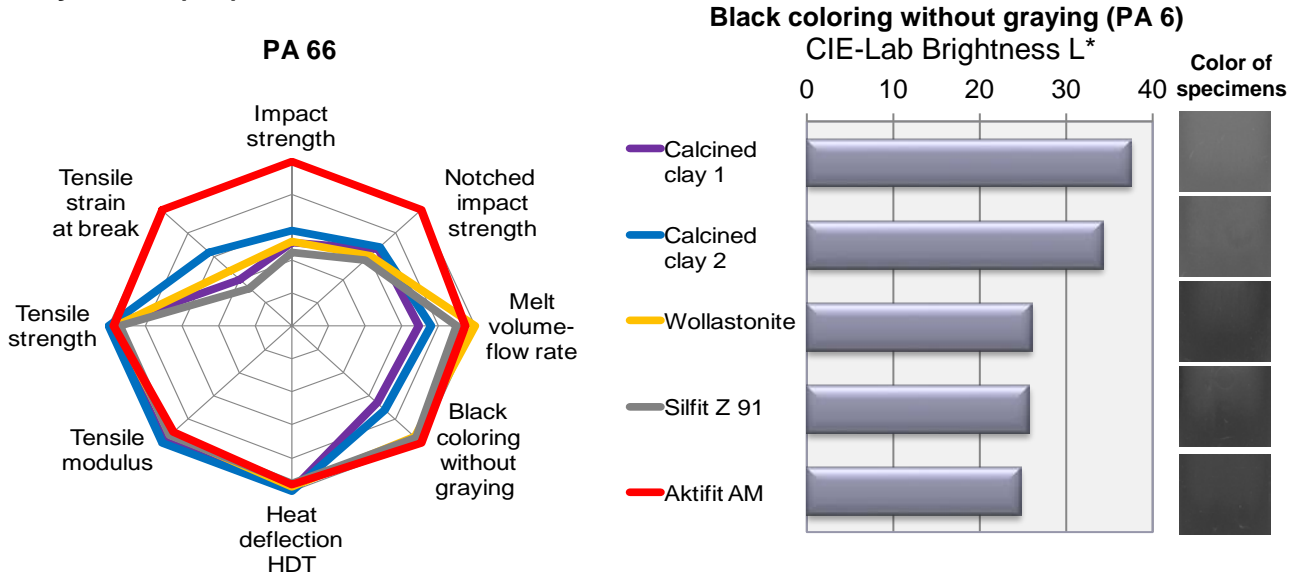 PA 66
Impact
strength
Notched
impact
strength
Melt
volume-
flow rate
Black
coloring
without
graying
Heat
deflection
HDT
Tensile
modulus
Tensile
strength
Tensile
strain
at break
Black coloring without graying (PA 6)
CIE-Lab Brightness L*
0 10 20 30 40
Color of
specimens
Calcined
clay 1
Calcined
clay 2
Wollastonite
Silfit Z 91
Aktifit AM